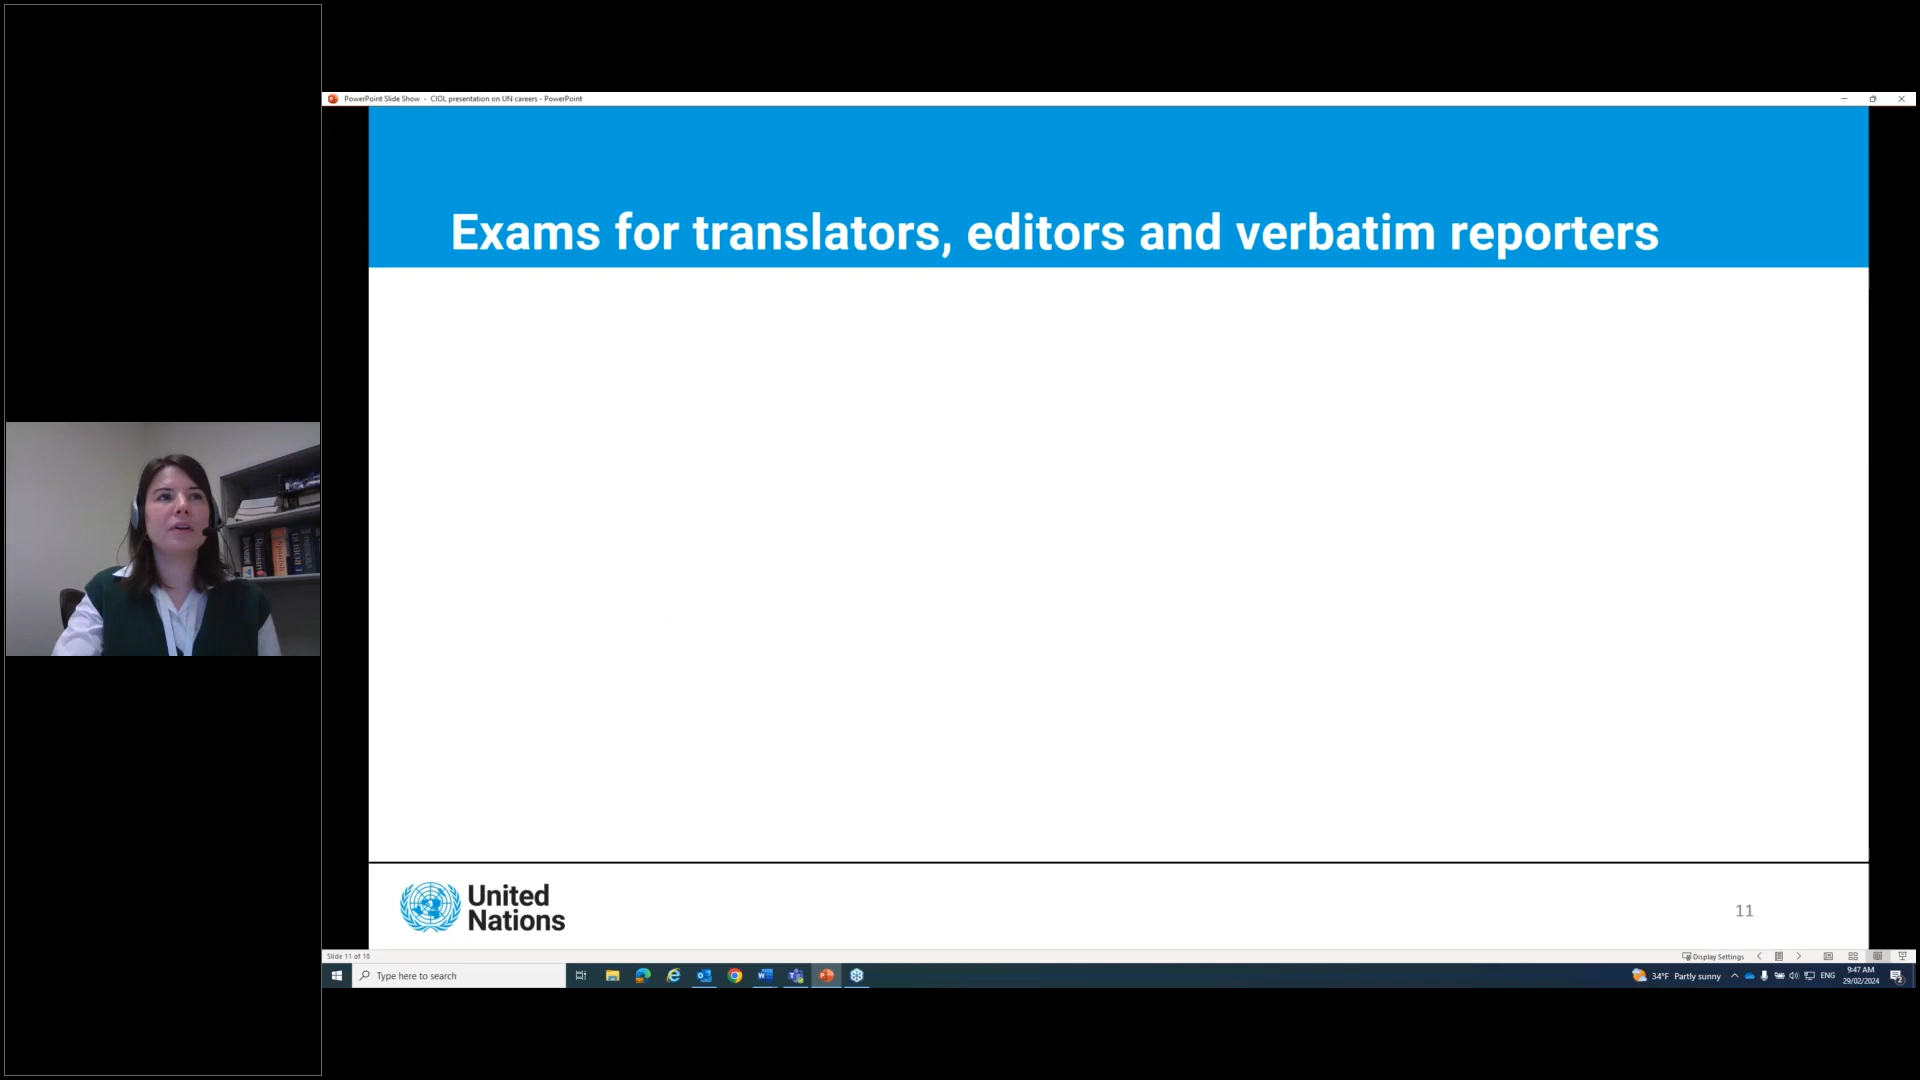 PowerPoint Slide Show - CIOL presentation on UN careers - PowerPoint
Exams for translators, editors and verbatim reporters
United
Nations
11
Slide 11 of 18
Display Settings
Type here to search
34°F Partly sunny
ENG
9:47 AM
29/02/2024
Russian